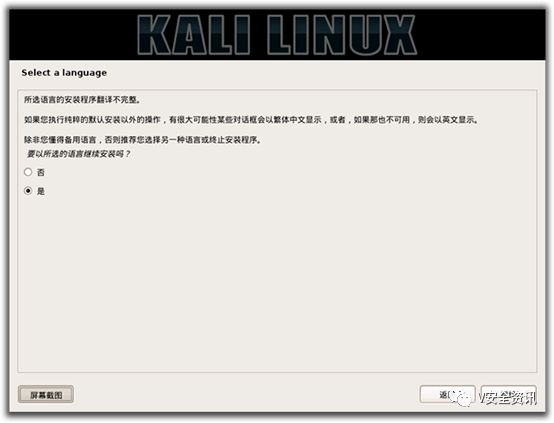 KALI LINUX
Select a language
所选语言的安装程序翻译不完整。
如果您执行纯粹的默认安装以外的操作，有很大可能性某些对话框会以繁体中文显示，或者，如果那也不可用，则会以英文显示。
除非您懂得备用语言，否则推荐您选择另一种语言或终止安装程序。
要以所选的语言继续安装吗？
否
是
屏幕截图
V安全资讯